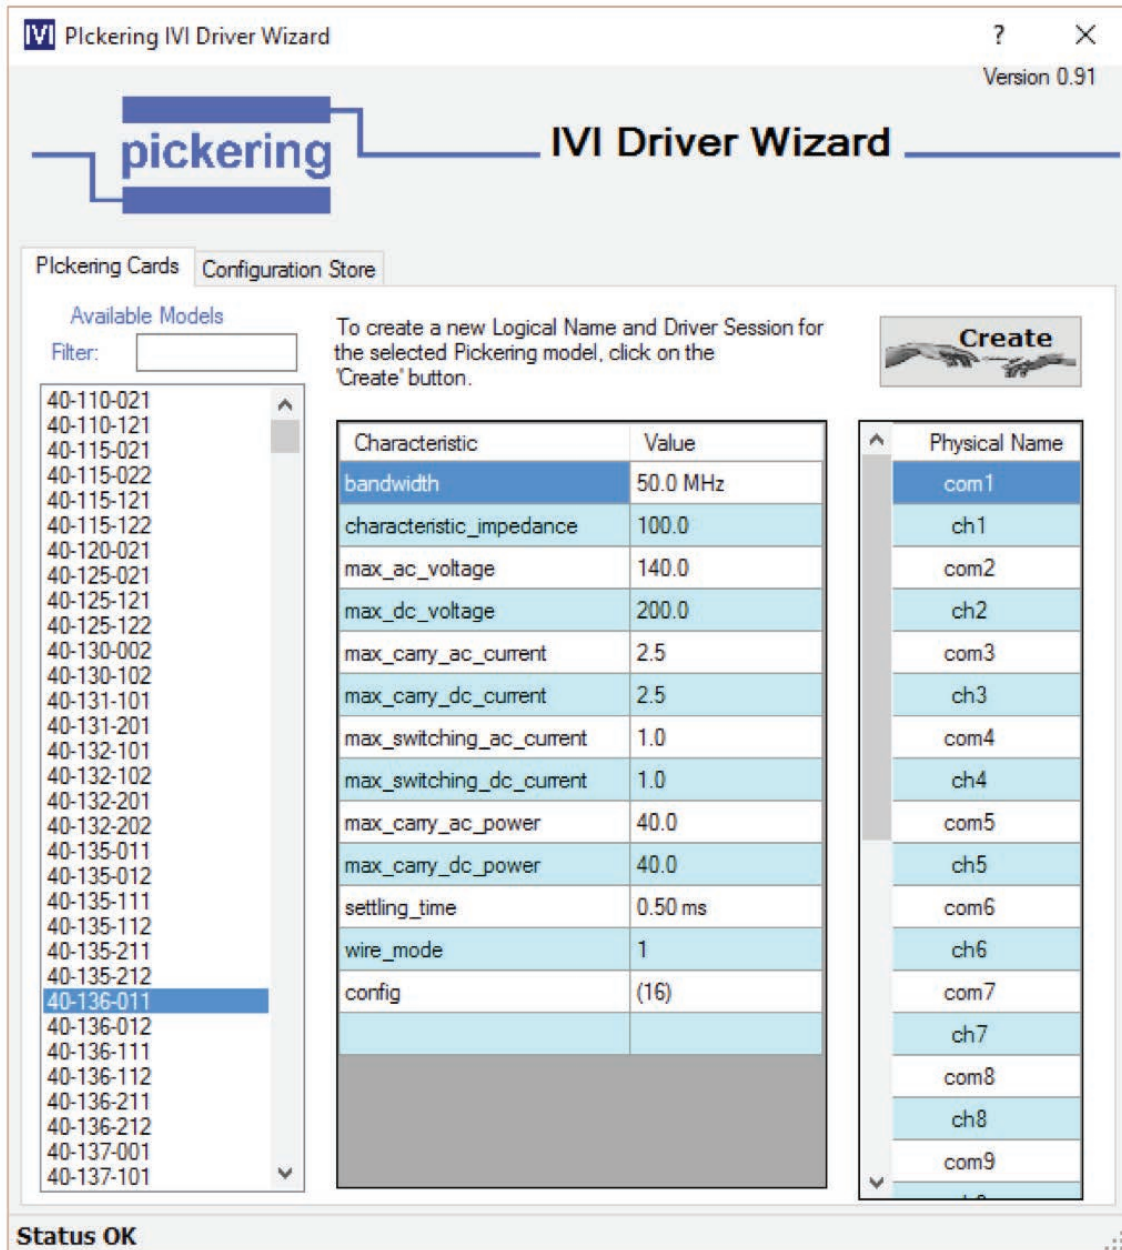 IVI PIckering IVI Driver Wizard ? ×
Version 0.91
pickering
IVI Driver Wizard
PIckering Cards Configuration Store
Available Models
Filter:
40-110-021
40-110-121
40-115-021
40-115-022
40-115-121
40-115-122
40-120-021
40-125-021
40-125-121
40-125-122
40-130-002
40-130-102
40-131-101
40-131-201
40-132-101
40-132-102
40-132-201
40-132-202
40-135-011
40-135-012
40-135-111
40-135-112
40-135-211
40-135-212
40-136-011
40-136-012
40-136-111
40-136-112
40-136-211
40-136-212
40-137-001
40-137-101
To create a new Logical Name and Driver Session for
the selected Pickering model, click on the
'Create' button.
Create
Characteristic Value
bandwidth 50.0 MHz
characteristic_impedance 100.0
max_ac_voltage 140.0
max_dc_voltage 200.0
max_carry_ac_current 2.5
max_carry_dc_current 2.5
max_switching_ac_current 1.0
max_switching_dc_current 1.0
max_carry_ac_power 40.0
max_carry_dc_power 40.0
settling_time 0.50 ms
wire_mode 1
config (16)
Physical Name
com1
ch1
com2
ch2
com3
ch3
com4
ch4
com5
ch5
com6
ch6
com7
ch7
com8
ch8
com9
Status OK